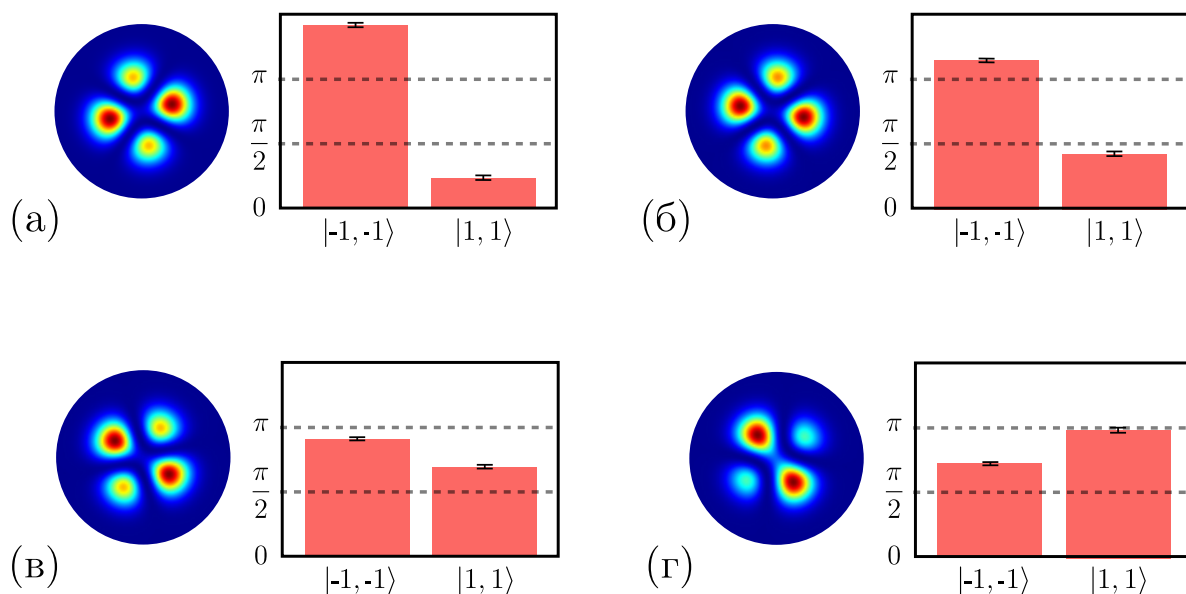 π
π/2
0
(а)
|-1, -1⟩ |1, 1⟩
π
π/2
0
(б)
|-1, -1⟩ |1, 1⟩
π
π/2
0
(в)
|-1, -1⟩ |1, 1⟩
π
π/2
0
(г)
|-1, -1⟩ |1, 1⟩